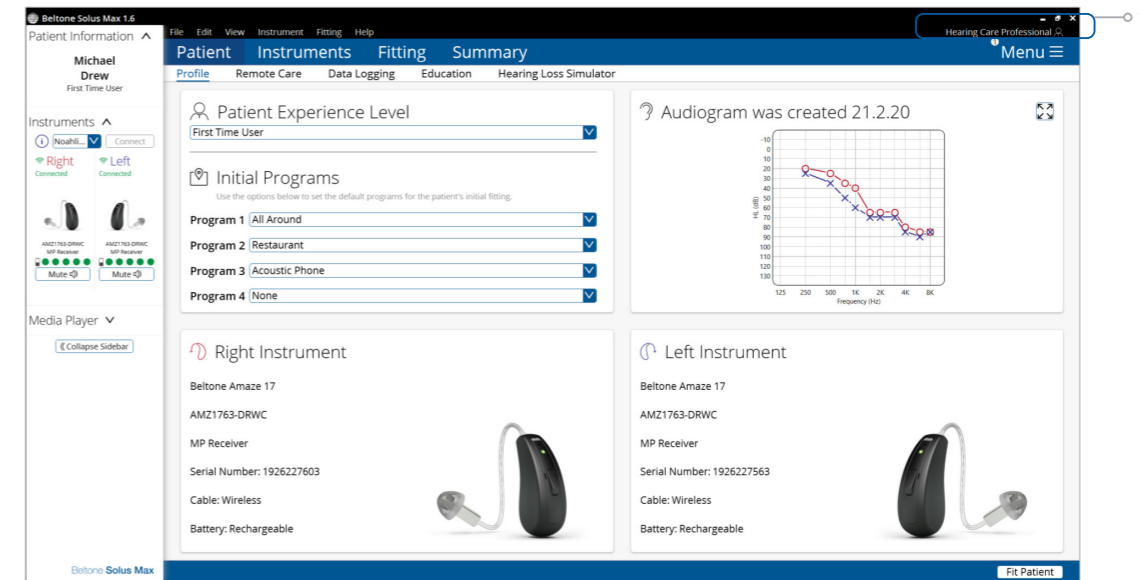 Beltone Solus Max 1.6
Patient Information
File Edit View Instrument Fitting Help
Hearing Care Professional
Patient Instruments Fitting Summary
1
Menu
Michael
Drew
First Time User
Profile Remote Care Data Logging Education Hearing Loss Simulator
Instruments
i Noahli... Connect
Right Left
Connected Connected
AMZ1763-DRWC AMZ1763-DRWC
MP Receiver MP Receiver
Mute Mute
Media Player
Collapse Sidebar
Patient Experience Level
First Time User
Initial Programs
Use the options below to set the default programs for the patient's initial fitting.
Program 1 All Around
Program 2 Restaurant
Program 3 Acoustic Phone
Program 4 None
Audiogram was created 21.2.20
-10
0
10
20
30
40
50
60
70
80
90
100
110
120
130
HL (dB)
125 250 500 1K 2K 4K 8K
Frequency (Hz)
Right Instrument
Beltone Amaze 17
AMZ1763-DRWC
MP Receiver
Serial Number: 1926227603
Cable: Wireless
Battery: Rechargeable
Left Instrument
Beltone Amaze 17
AMZ1763-DRWC
MP Receiver
Serial Number: 1926227563
Cable: Wireless
Battery: Rechargeable
Beltone Solus Max
Fit Patient